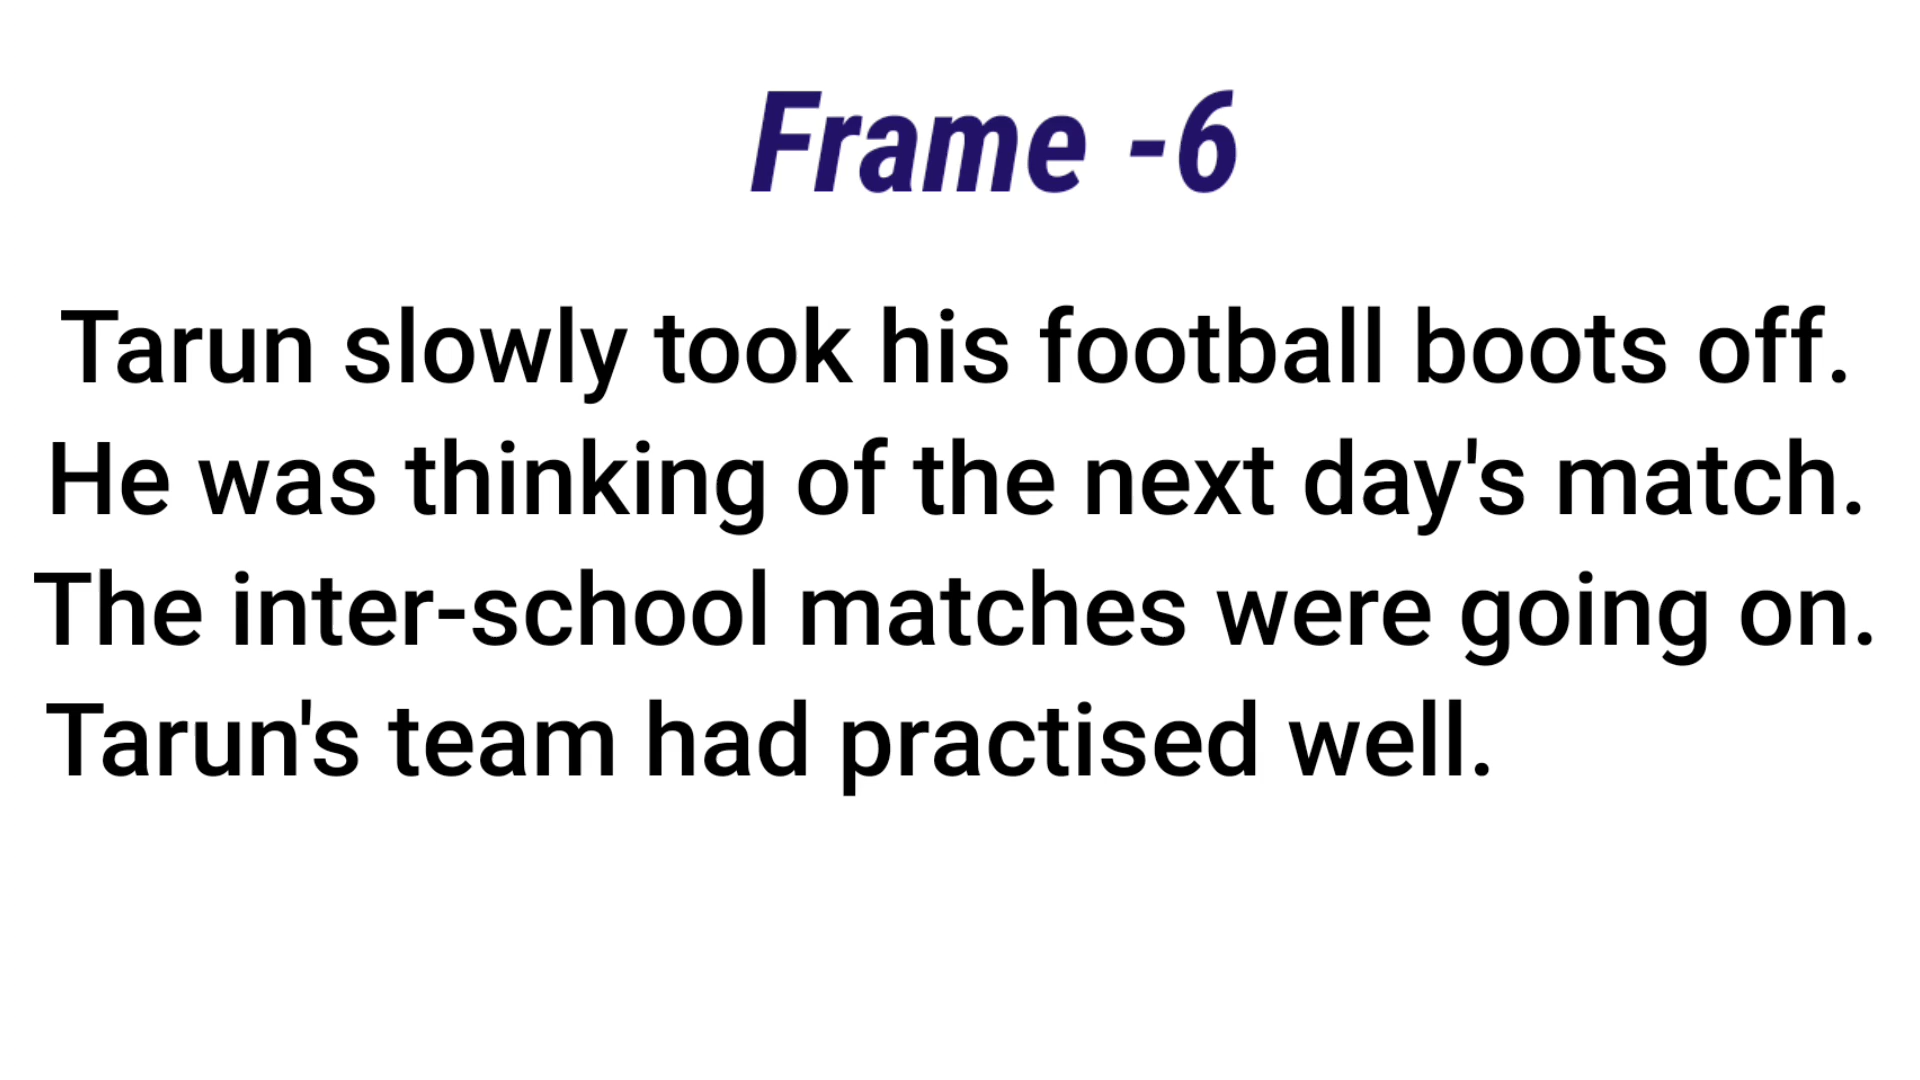 Frame -6
Tarun slowly took his football boots off.
He was thinking of the next day's match.
The inter-school matches were going on.
Tarun's team had practised well.